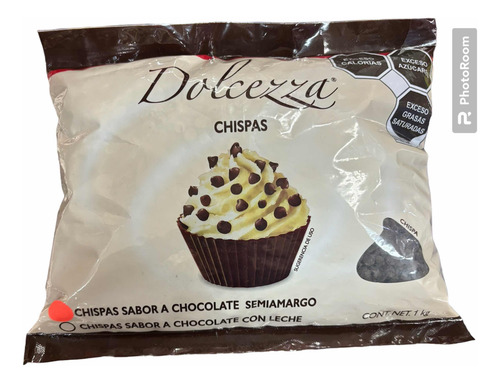 Dolcezza®
CHISPAS
EXCESO
CALORÍAS
EXCESO
AZÚCARES
EXCESO
GRASAS
SATURADAS
PhotoRoom
CHISPA
SUGERENCIA DE USO
CHISPAS SABOR A CHOCOLATE SEMIAMARGO
CHISPAS SABOR A CHOCOLATE CON LECHE
CONT. NET. 1 kg